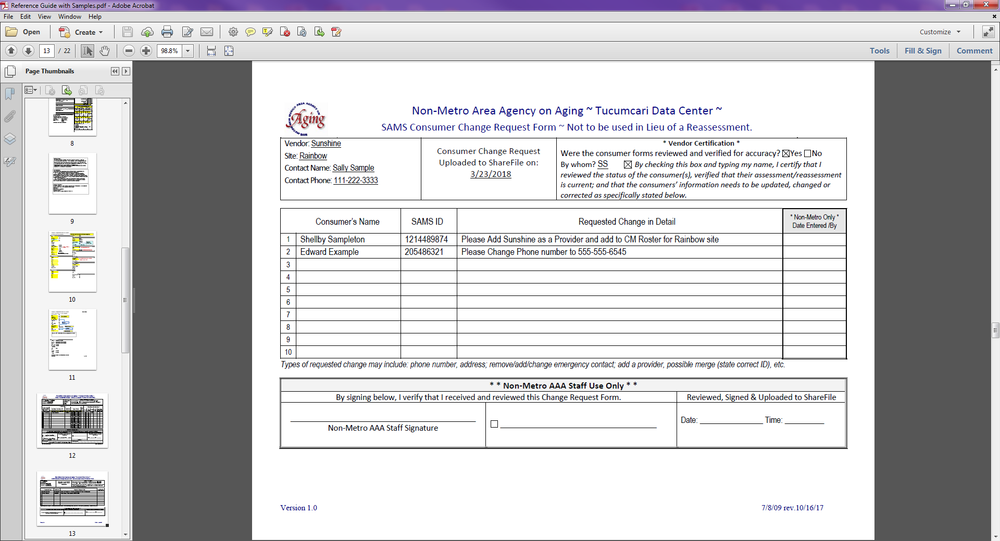 Reference Guide with Samples.pdf - Adobe Acrobat
File Edit View Window Help
Open Create Customize
13 / 22 98.8% Tools Fill & Sign Comment
Page Thumbnails
8
9
10
11
12
13
Aging
Non-Metro Area Agency on Aging ~ Tucumcari Data Center ~
SAMS Consumer Change Request Form ~ Not to be used in Lieu of a Reassessment.
Vendor: Sunshine
Site: Rainbow
Contact Name: Sally Sample
Contact Phone: 111-222-3333
Consumer Change Request
Uploaded to ShareFile on:
3/23/2018
* Vendor Certification *
Were the consumer forms reviewed and verified for accuracy? Yes No
By whom? SS By checking this box and typing my name, I certify that I
reviewed the status of the consumer(s), verified that their assessment/reassessment
is current; and that the consumers' information needs to be updated, changed or
corrected as specifically stated below.
Consumer's Name SAMS ID Requested Change in Detail * Non-Metro Only *
Date Entered /By
1 Shellby Sampleton 1214489874 Please Add Sunshine as a Provider and add to CM Roster for Rainbow site
2 Edward Example 205486321 Please Change Phone number to 555-555-6545
3
4
5
6
7
8
9
10
Types of requested change may include: phone number, address; remove/add/change emergency contact; add a provider, possible merge (state correct ID), etc.
* * Non-Metro AAA Staff Use Only * *
By signing below, I verify that I received and reviewed this Change Request Form. Reviewed, Signed & Uploaded to ShareFile
Non-Metro AAA Staff Signature
Date: Time:
Version 1.0 7/8/09 rev.10/16/17